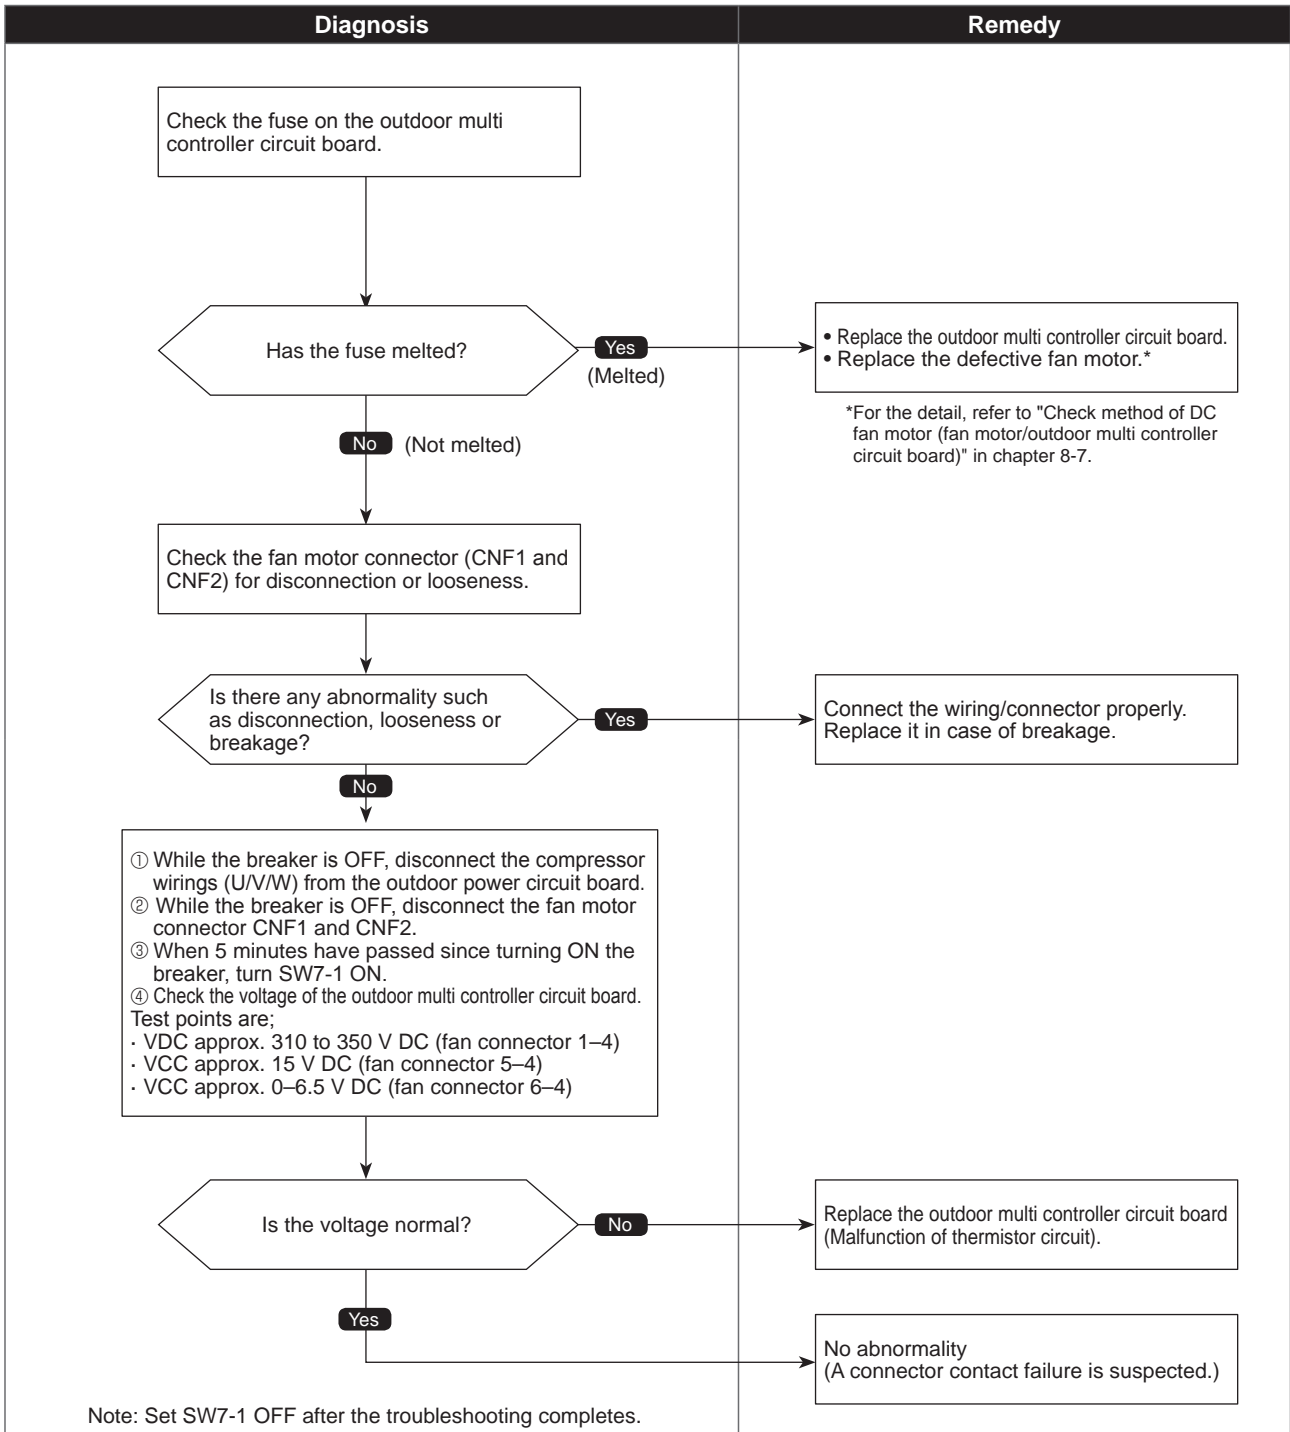 Diagnosis
Remedy
Check the fuse on the outdoor multi
controller circuit board.
Has the fuse melted?
Yes
(Melted)
• Replace the outdoor multi controller circuit board.
• Replace the defective fan motor.*
*For the detail, refer to "Check method of DC
fan motor (fan motor/outdoor multi controller
circuit board)" in chapter 8-7.
No (Not melted)
Check the fan motor connector (CNF1 and
CNF2) for disconnection or looseness.
Is there any abnormality such
as disconnection, looseness or
breakage?
Yes
Connect the wiring/connector properly.
Replace it in case of breakage.
No
① While the breaker is OFF, disconnect the compressor
wirings (U/V/W) from the outdoor power circuit board.
② While the breaker is OFF, disconnect the fan motor
connector CNF1 and CNF2.
③ When 5 minutes have passed since turning ON the
breaker, turn SW7-1 ON.
④ Check the voltage of the outdoor multi controller circuit board.
Test points are;
· VDC approx. 310 to 350 V DC (fan connector 1–4)
· VCC approx. 15 V DC (fan connector 5–4)
· VCC approx. 0–6.5 V DC (fan connector 6–4)
Is the voltage normal?
No
Replace the outdoor multi controller circuit board
(Malfunction of thermistor circuit).
Yes
No abnormality
(A connector contact failure is suspected.)
Note: Set SW7-1 OFF after the troubleshooting completes.